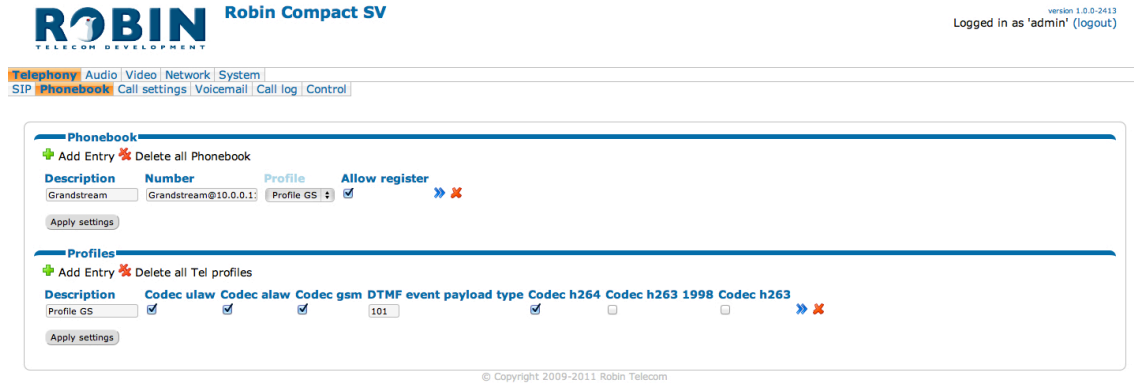 ROBIN
TELECOM DEVELOPMENT
Robin Compact SV
version 1.0.0-2413
Logged in as 'admin' (logout)
Telephony Audio Video Network System
SIP Phonebook Call settings Voicemail Call log Control
Phonebook
Add Entry Delete all Phonebook
Description Number Profile Allow register
Grandstream Grandstream@10.0.0.1 Profile GS
Apply settings
Profiles
Add Entry Delete all Tel profiles
Description Codec ulaw Codec alaw Codec gsm DTMF event payload type Codec h264 Codec h263 1998 Codec h263
Profile GS 101
Apply settings
© Copyright 2009-2011 Robin Telecom